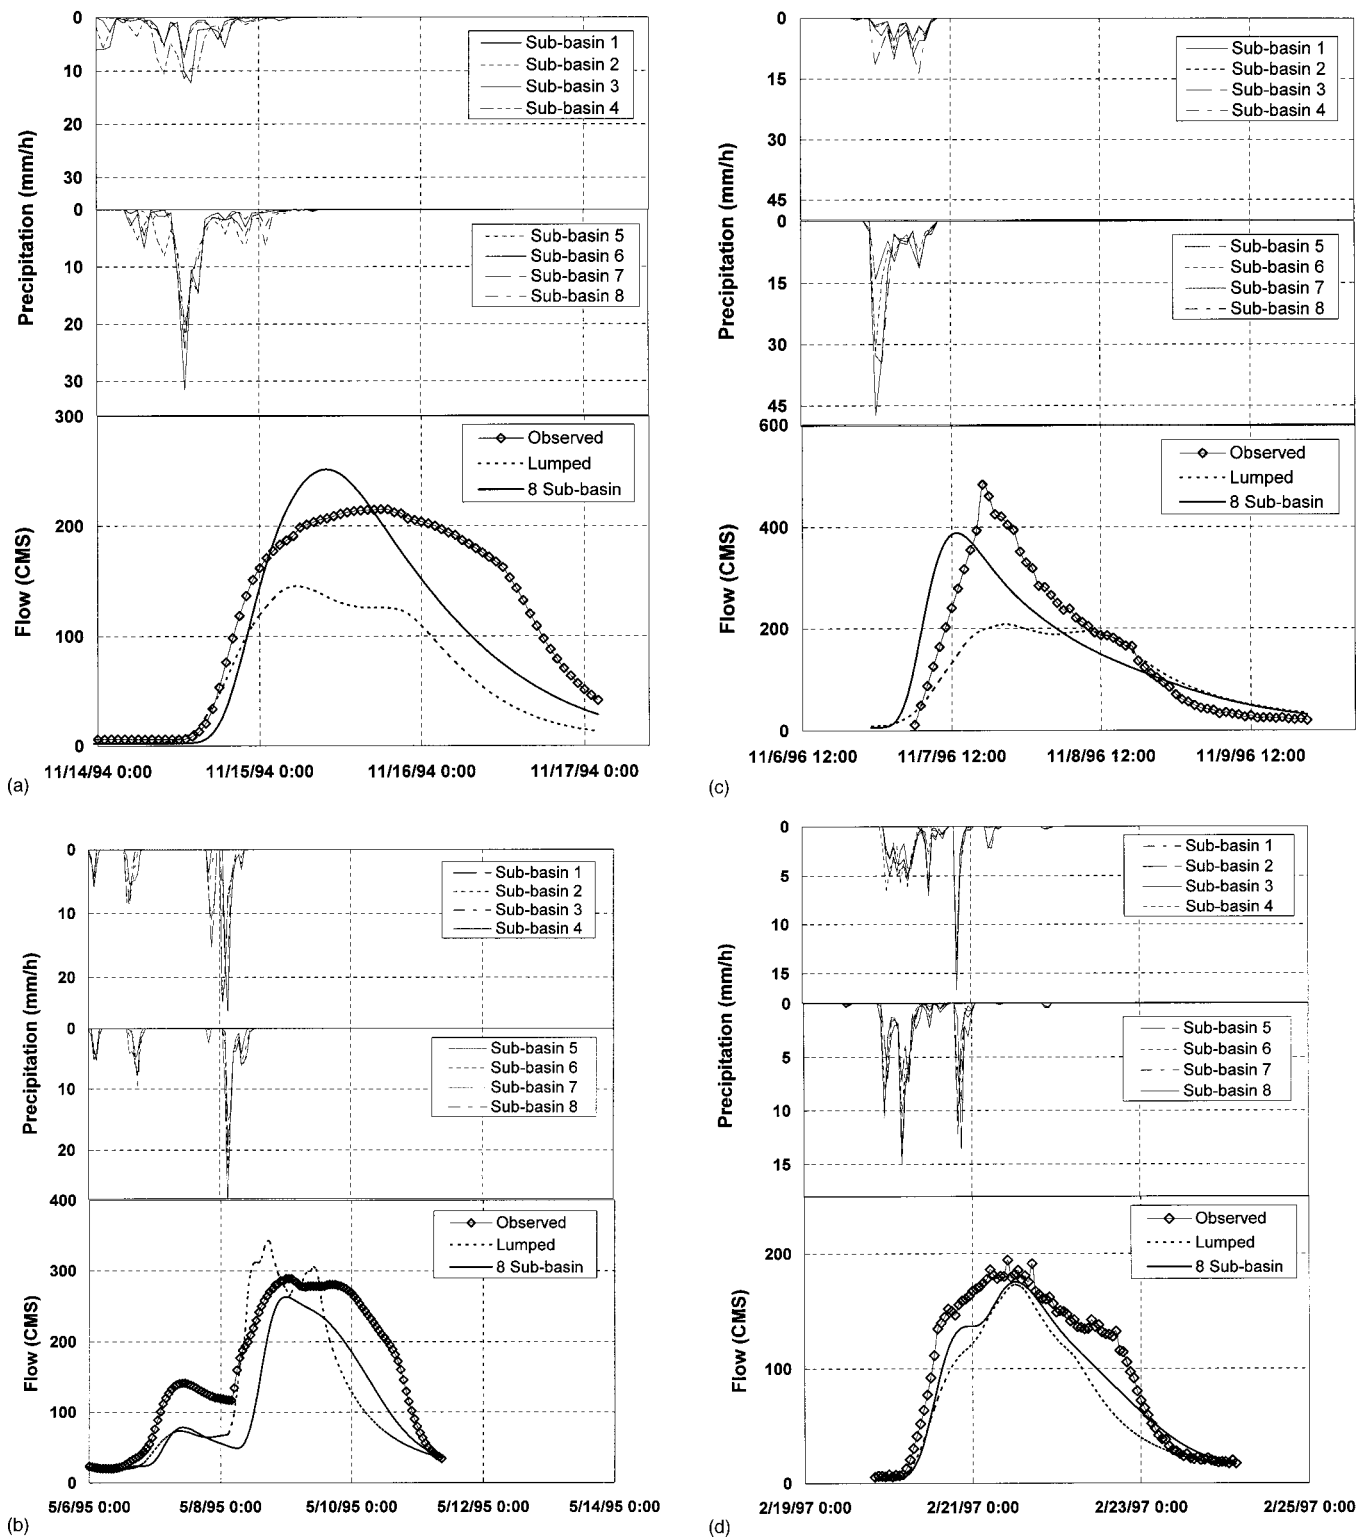 0
10
20
30
Sub-basin 1
Sub-basin 2
Sub-basin 3
Sub-basin 4
Precipitation (mm/h)
0
10
20
30
Sub-basin 5
Sub-basin 6
Sub-basin 7
Sub-basin 8
300
200
100
0
Flow (CMS)
Observed
Lumped
8 Sub-basin
11/14/94 0:00 11/15/94 0:00 11/16/94 0:00 11/17/94 0:00
(a)
0
15
30
45
Sub-basin 1
Sub-basin 2
Sub-basin 3
Sub-basin 4
Precipitation (mm/h)
0
15
30
45
Sub-basin 5
Sub-basin 6
Sub-basin 7
Sub-basin 8
600
400
200
0
Flow (CMS)
Observed
Lumped
8 Sub-basin
11/6/96 12:00 11/7/96 12:00 11/8/96 12:00 11/9/96 12:00
(c)
0
10
20
Sub-basin 1
Sub-basin 2
Sub-basin 3
Sub-basin 4
Precipitation (mm/h)
0
10
20
Sub-basin 5
Sub-basin 6
Sub-basin 7
Sub-basin 8
400
300
200
100
0
Flow (CMS)
Observed
Lumped
8 Sub-basin
5/6/95 0:00 5/8/95 0:00 5/10/95 0:00 5/12/95 0:00 5/14/95 0:00
(b)
0
5
10
15
Sub-basin 1
Sub-basin 2
Sub-basin 3
Sub-basin 4
Precipitation (mm/h)
0
5
10
15
Sub-basin 5
Sub-basin 6
Sub-basin 7
Sub-basin 8
200
100
0
Flow (CMS)
Observed
Lumped
8 Sub-basin
2/19/97 0:00 2/21/97 0:00 2/23/97 0:00 2/25/97 0:00
(d)